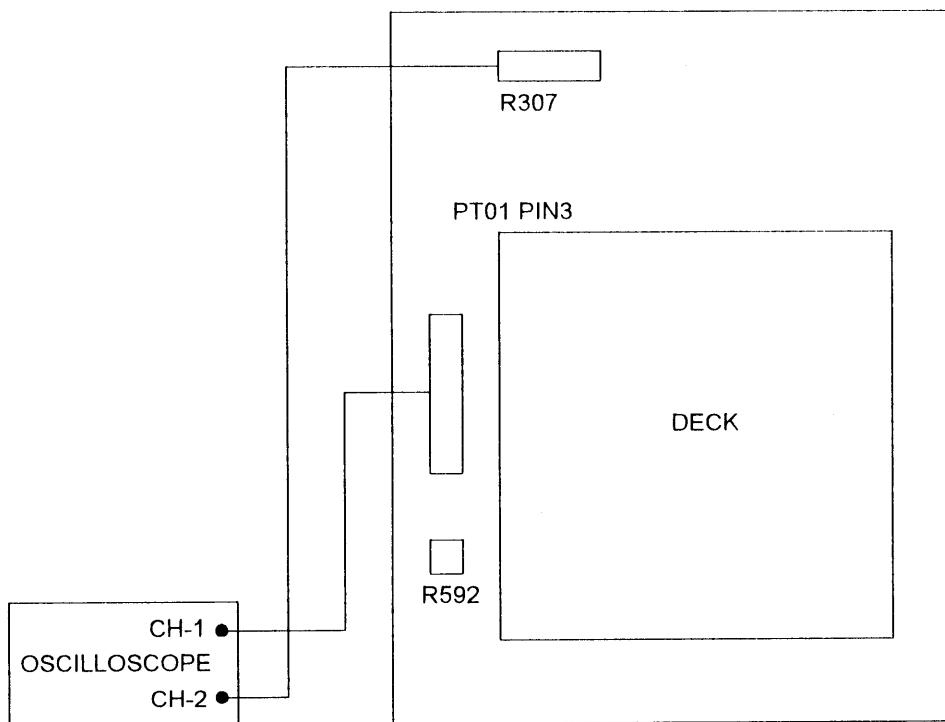 R307
PT01 PIN3
DECK
R592
CH-1
OSCILLOSCOPE
CH-2